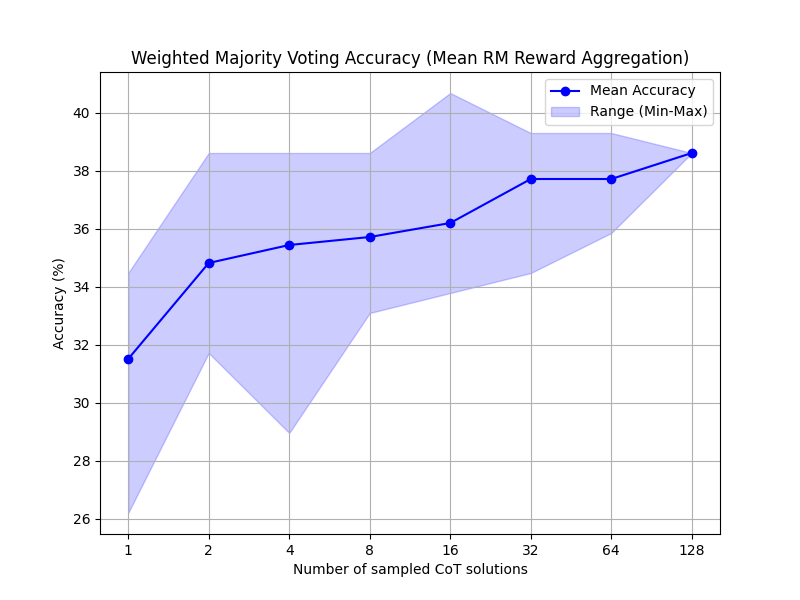 Weighted Majority Voting Accuracy (Mean RM Reward Aggregation)
Mean Accuracy
Range (Min-Max)
Accuracy (%)
40
38
36
34
32
30
28
26
1 2 4 8 16 32 64 128
Number of sampled CoT solutions